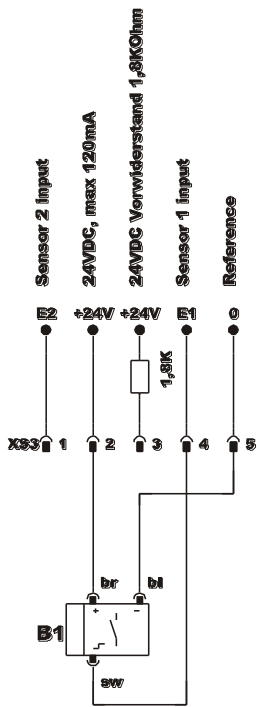 Sensor 2 input
24VDC, max 120mA
24VDC Vorwiderstand 1,8KOhm
Sensor 1 input
Reference
E2 +24V +24V E1 0
1,8K
XS3 1 2 3 4 5
br bl
+ −
B1
sw